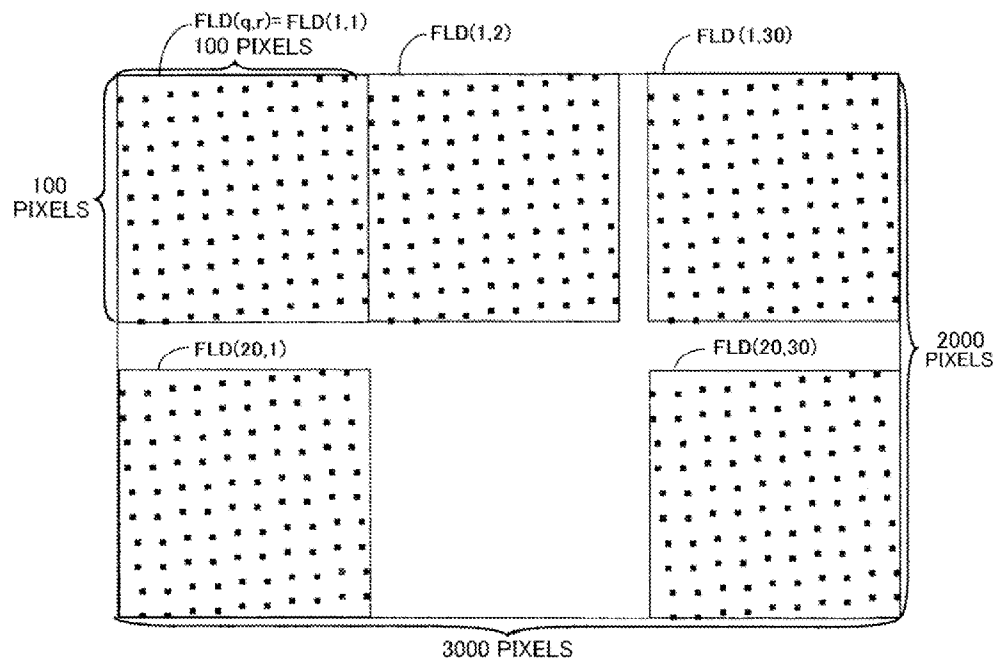 FLD(q,r)= FLD(1,1)
100 PIXELS
FLD(1,2)
FLD(1,30)
100
PIXELS
FLD(20,1)
FLD(20,30)
2000
PIXELS
3000 PIXELS